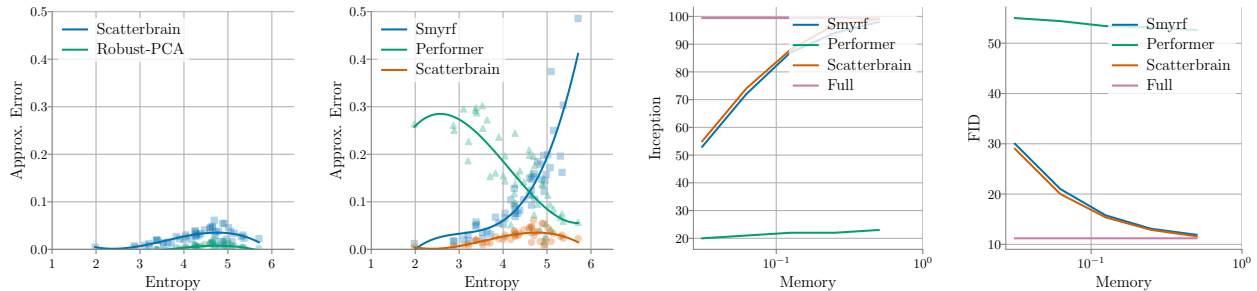 0.5
0.4
0.3
0.2
0.1
0.0
1 2 3 4 5 6
Approx. Error
Entropy
Scatterbrain
Robust-PCA
0.5
0.4
0.3
0.2
0.1
0.0
1 2 3 4 5 6
Approx. Error
Entropy
Smyrf
Performer
Scatterbrain
100
90
80
70
60
50
40
30
20
10⁻¹ 10⁰
Inception
Memory
Smyrf
Performer
Scatterbrain
Full
50
40
30
20
10
10⁻¹ 10⁰
FID
Memory
Smyrf
Performer
Scatterbrain
Full